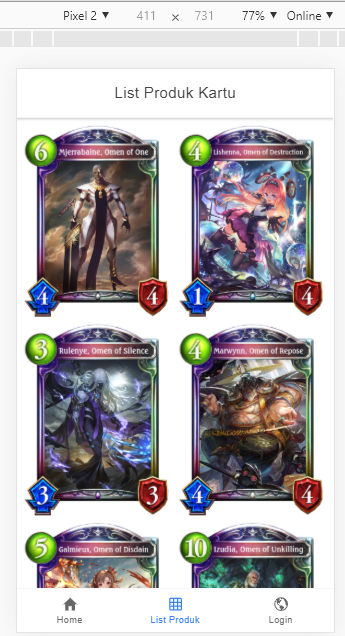 Pixel 2 ▼ 411 × 731 77% ▼ Online ▼
List Produk Kartu
6 Mjerrabaine, Omen of One
4 Lishenna, Omen of Destruction
4 4
1 3
3 Rulenye, Omen of Silence
4 Marwynn, Omen of Repose
3 3
4 4
5 Galmieux, Omen of Disdain
10 Izudia, Omen of Unkilling
Home List Produk Login